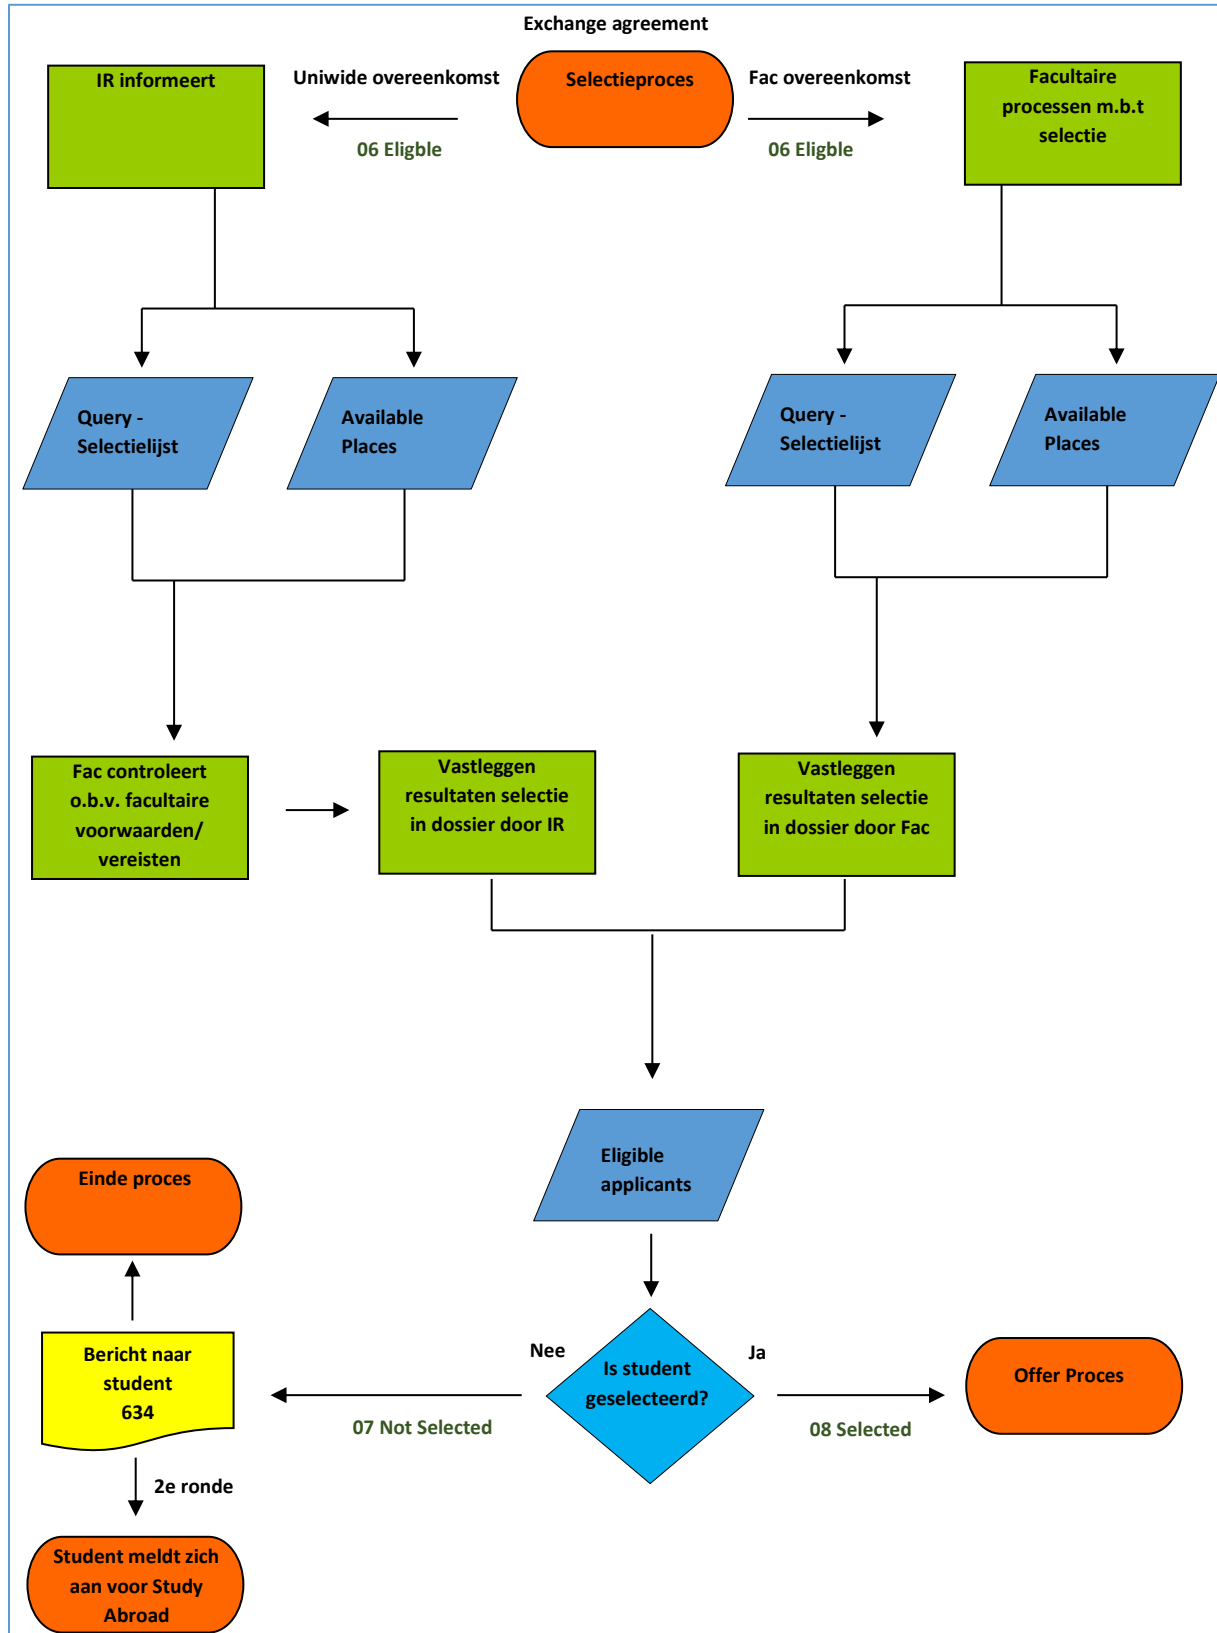 Exchange agreement
IR informeert
Uniwide overeenkomst
Selectieproces
Fac overeenkomst
Facultaire
processen m.b.t
selectie
06 Eligble
06 Eligble
Query -
Selectielijst
Available
Places
Query -
Selectielijst
Available
Places
Fac controleert
o.b.v. facultaire
voorwaarden/
vereisten
Vastleggen
resultaten selectie
in dossier door IR
Vastleggen
resultaten selectie
in dossier door Fac
Eligible
applicants
Einde proces
Bericht naar
student
634
Nee
Is student
geselecteerd?
Ja
Offer Proces
07 Not Selected
08 Selected
2e ronde
Student meldt zich
aan voor Study
Abroad